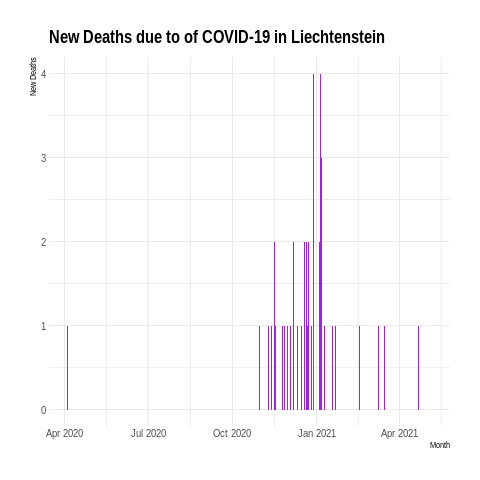 New Deaths due to of COVID-19 in Liechtenstein
New Deaths
4
3
2
1
0
Apr 2020 Jul 2020 Oct 2020 Jan 2021 Apr 2021
Month